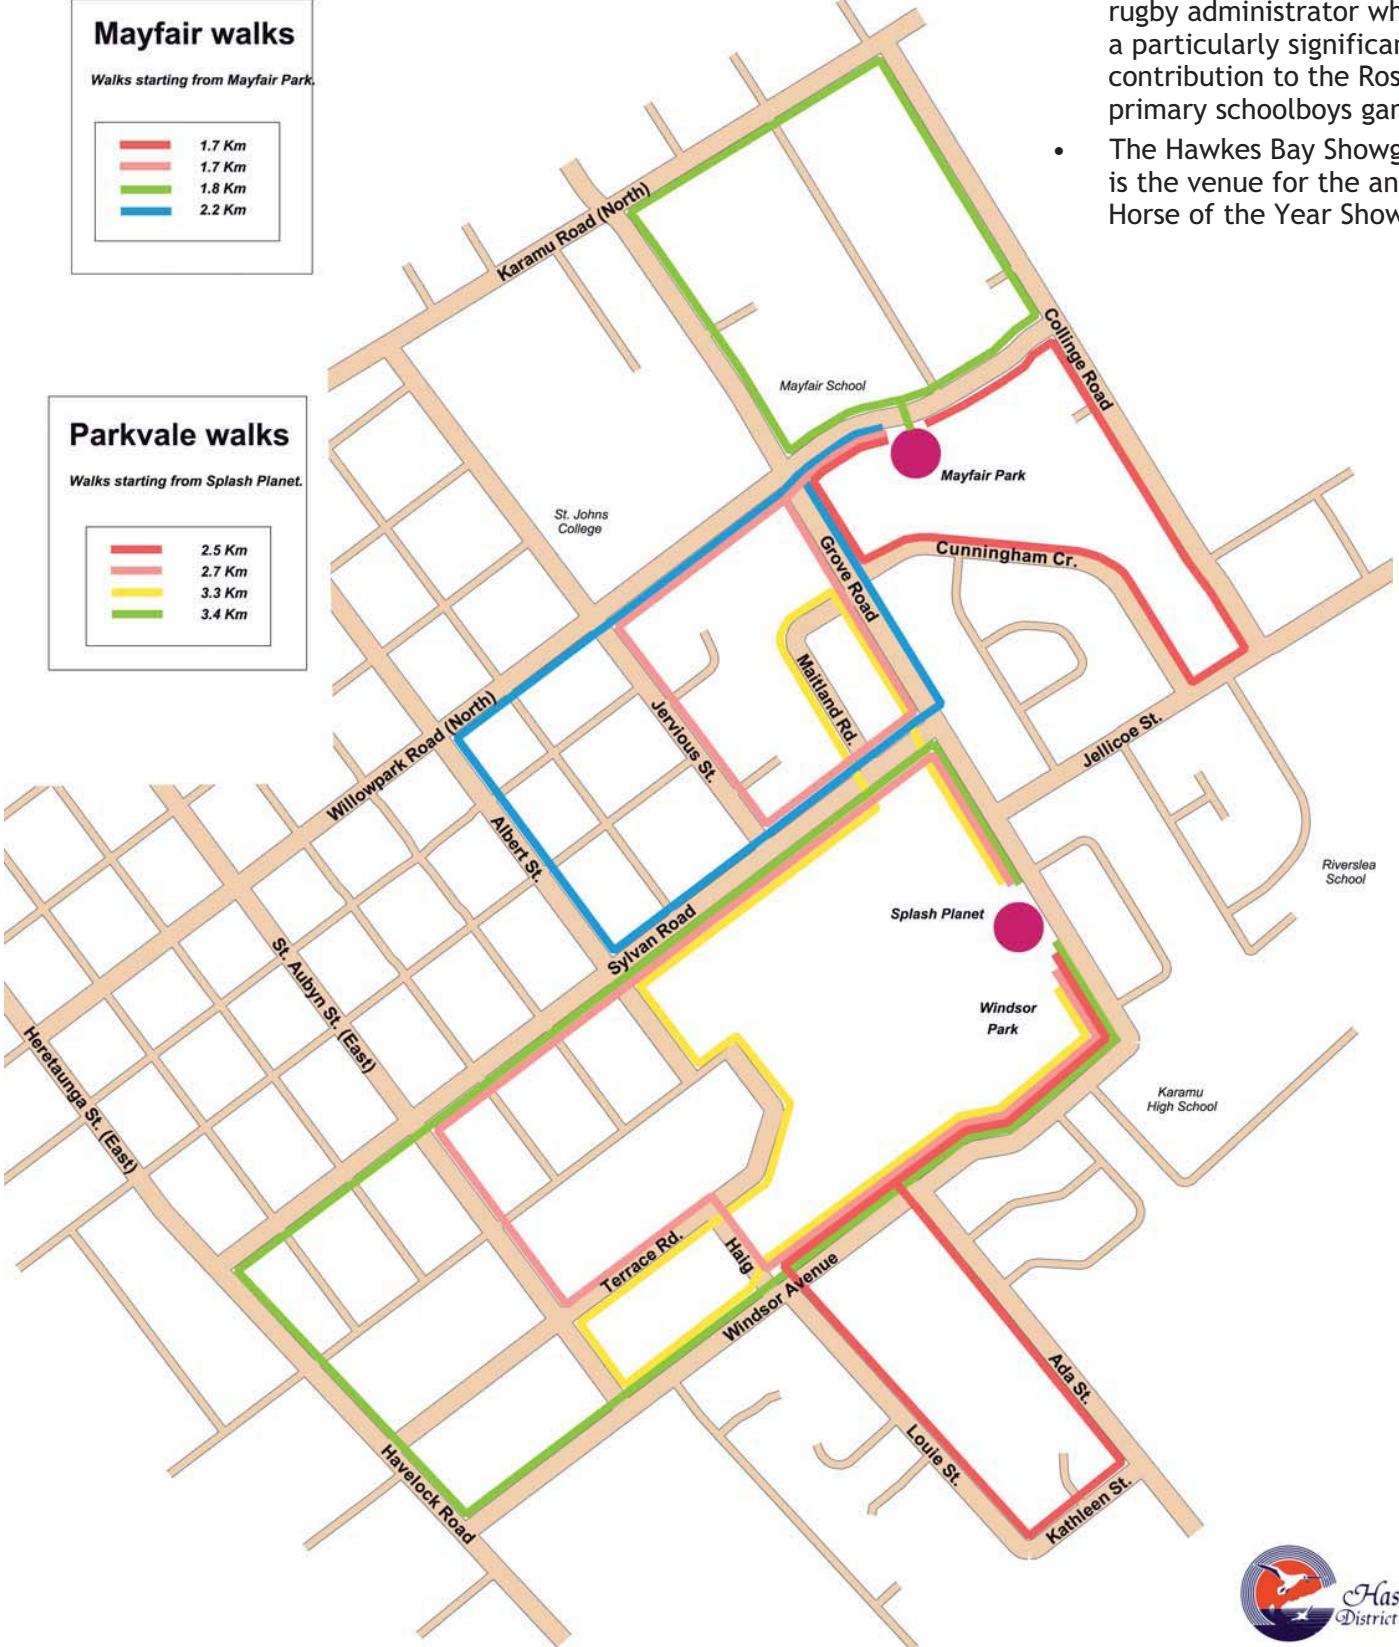 Mayfair walks
Walks starting from Mayfair Park.
1.7 Km
1.7 Km
1.8 Km
2.2 Km
Parkvale walks
Walks starting from Splash Planet.
2.5 Km
2.7 Km
3.3 Km
3.4 Km
rugby administrator wh
a particularly significan
contribution to the Ros
primary schoolboys gam
• The Hawkes Bay Showg
is the venue for the an
Horse of the Year Show
Karamu Road (North)
Collinge Road
Mayfair School
Mayfair Park
St. Johns
College
Grove Road
Cunningham Cr.
Maitland Rd.
Jervious St.
Jellicoe St.
Willowpark Road (North)
Albert St.
Riverslea
School
Splash Planet
Sylvan Road
St. Aubyn St. (East)
Windsor
Park
Heretaunga St. (East)
Karamu
High School
Terrace Rd.
Haig
Windsor Avenue
Ada St.
Louie St.
Havelock Road
Kathleen St.
Has
District